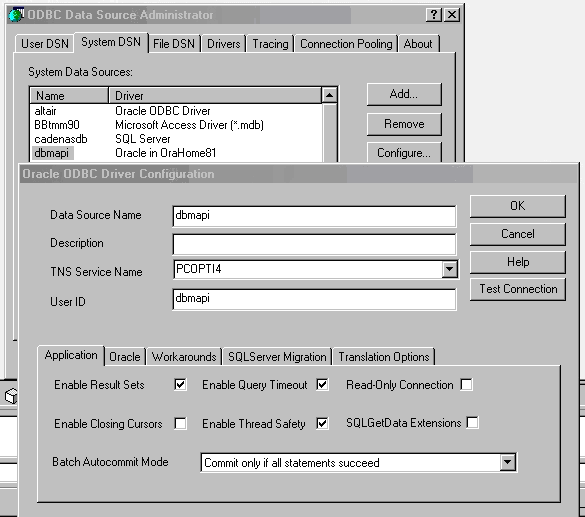 ODBC Data Source Administrator
User DSN System DSN File DSN Drivers Tracing Connection Pooling About
System Data Sources:
Name Driver
altair Oracle ODBC Driver
BBtmm90 Microsoft Access Driver (*.mdb)
cadenasdb SQL Server
dbmapi Oracle in OraHome81
Add...
Remove
Configure...
Oracle ODBC Driver Configuration
Data Source Name dbmapi
Description
TNS Service Name PCOPTI4
User ID dbmapi
OK
Cancel
Help
Test Connection
Application Oracle Workarounds SQLServer Migration Translation Options
Enable Result Sets Enable Query Timeout Read-Only Connection
Enable Closing Cursors Enable Thread Safety SQLGetData Extensions
Batch Autocommit Mode Commit only if all statements succeed